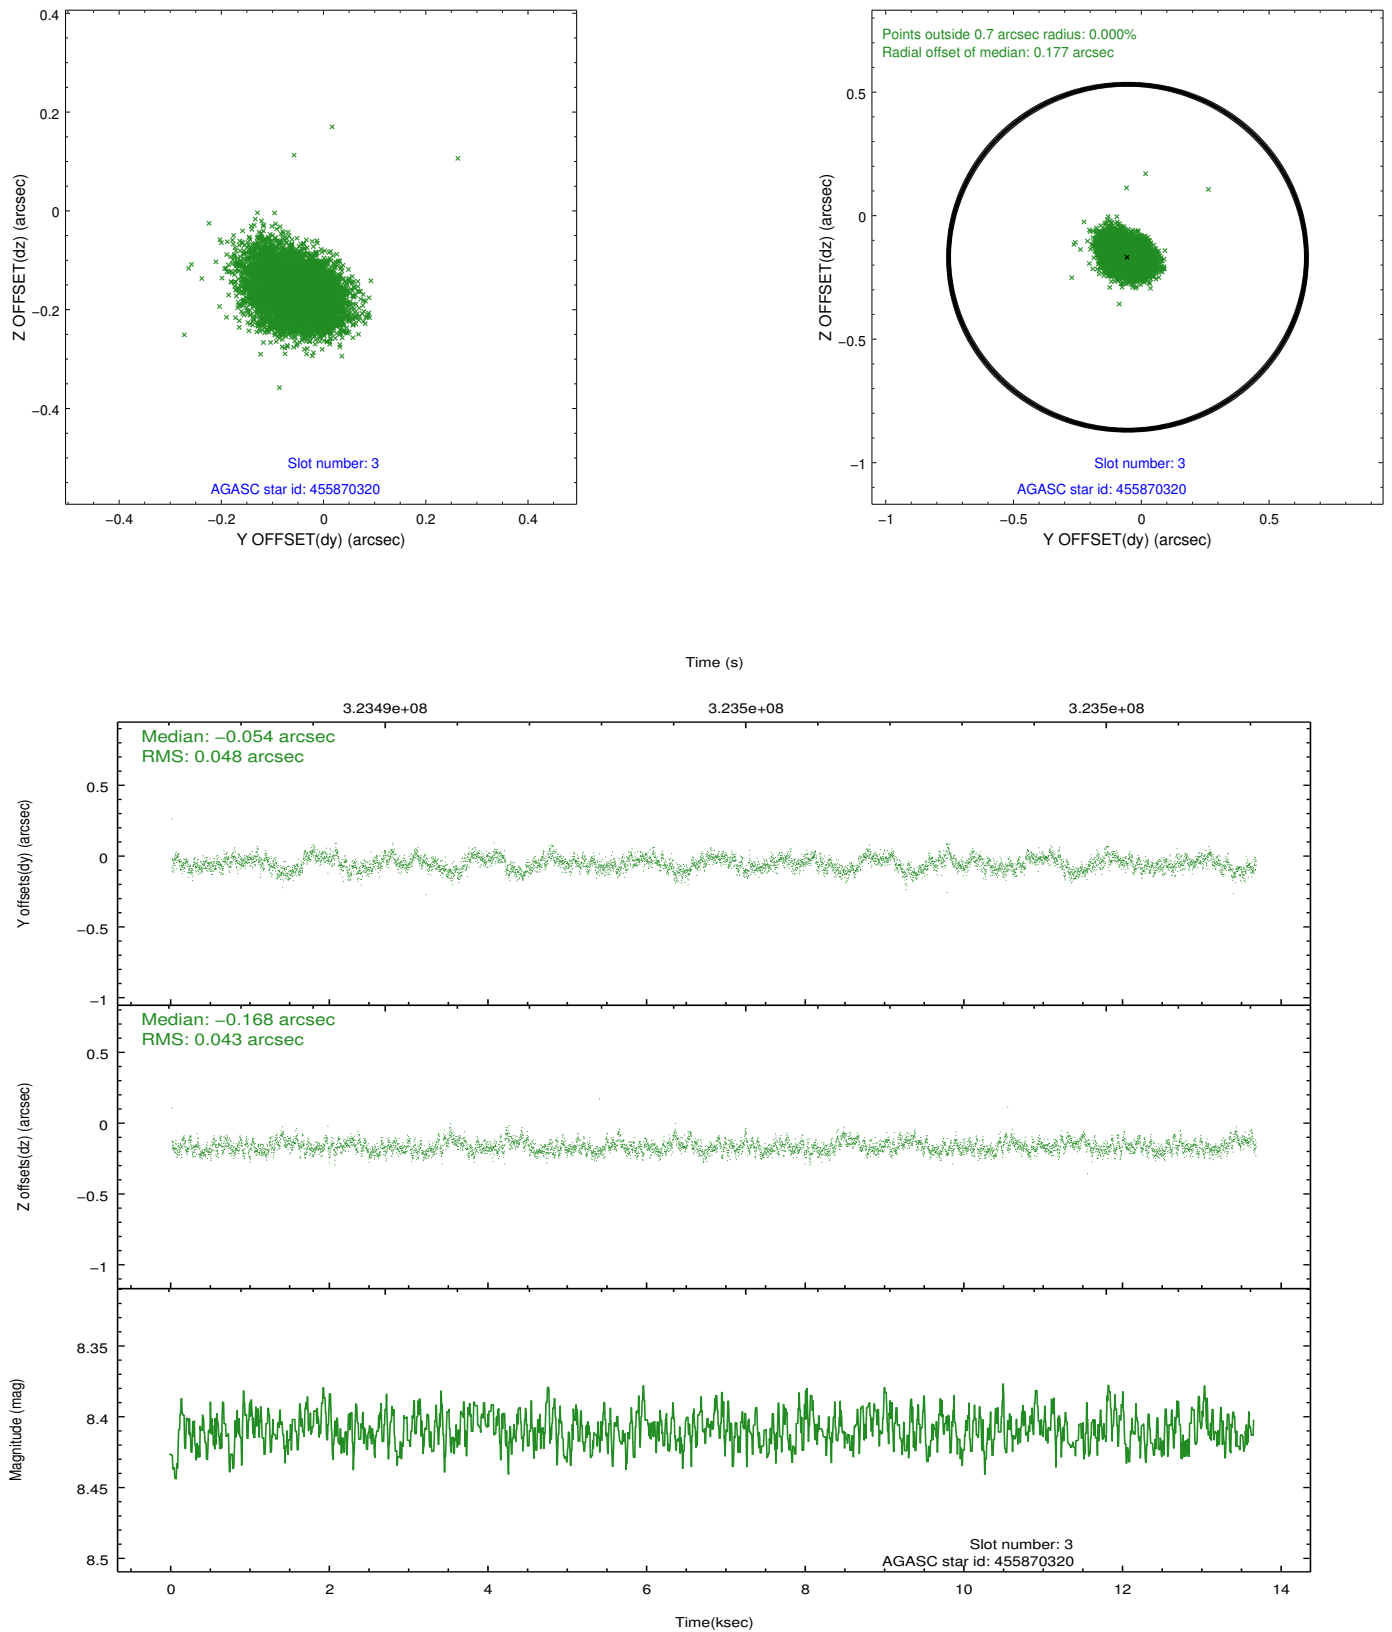 0.4
0.2
0
−0.2
−0.4
Z OFFSET(dz) (arcsec)
Slot number: 3
AGASC star id: 455870320
−0.4
−0.2
0
0.2
0.4
Y OFFSET(dy) (arcsec)
Points outside 0.7 arcsec radius: 0.000%
Radial offset of median: 0.177 arcsec
0.5
0
−0.5
−1
Z OFFSET(dz) (arcsec)
Slot number: 3
AGASC star id: 455870320
−1
−0.5
0
0.5
Y OFFSET(dy) (arcsec)
Time (s)
3.2349e+08
3.235e+08
3.235e+08
Median: −0.054 arcsec
RMS: 0.048 arcsec
0.5
0
−0.5
−1
Y offsets(dy) (arcsec)
Median: −0.168 arcsec
RMS: 0.043 arcsec
0.5
0
−0.5
−1
Z offsets(dz) (arcsec)
8.35
8.4
8.45
8.5
Magnitude (mag)
Slot number: 3
AGASC star id: 455870320
0
2
4
6
8
10
12
14
Time(ksec)